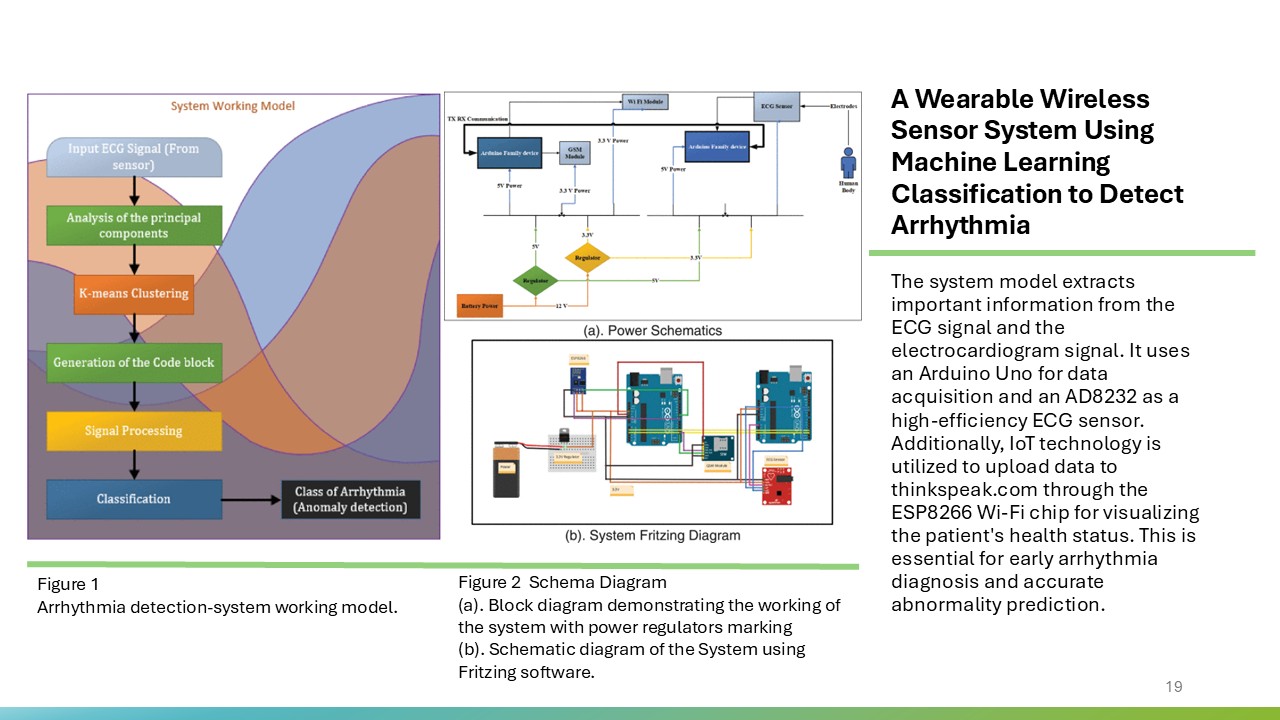 System Working Model
Input ECG Signal (From
sensor)
Analysis of the principal
components
K-means Clustering
Generation of the Code block
Signal Processing
Classification
Class of Arrhythmia
(Anomaly detection)
Wi Fi Module
ECG Sensor
Electrodes
TX RX Communication
3.3 V Power
Arduino Family device
GSM
Module
Arduino Family device
5V Power
3.3 V Power
5V Power
Human
Body
5V
3.3V
Regulator
3.3V
Regulator
5V
Battery Power
12 V
(a). Power Schematics
ESP8266
3.3V Regulator
Power
GSM Module
ECG Sensor
(b). System Fritzing Diagram
Figure 1
Arrhythmia detection-system working model.
Figure 2 Schema Diagram
(a). Block diagram demonstrating the working of
the system with power regulators marking
(b). Schematic diagram of the System using
Fritzing software.
A Wearable Wireless
Sensor System Using
Machine Learning
Classification to Detect
Arrhythmia
The system model extracts
important information from the
ECG signal and the
electrocardiogram signal. It uses
an Arduino Uno for data
acquisition and an AD8232 as a
high-efficiency ECG sensor.
Additionally, IoT technology is
utilized to upload data to
thinkspeak.com through the
ESP8266 Wi-Fi chip for visualizing
the patient's health status. This is
essential for early arrhythmia
diagnosis and accurate
abnormality prediction.
19